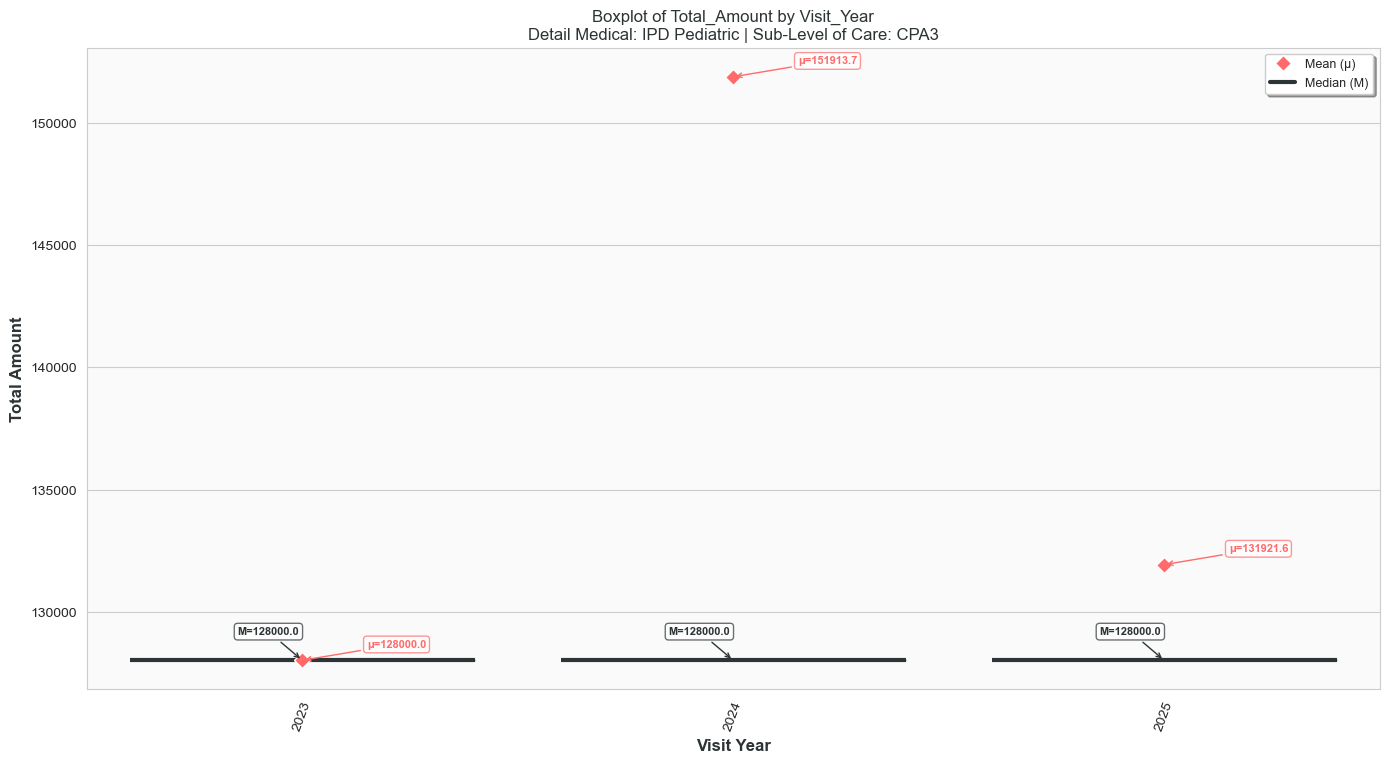 Boxplot of Total_Amount by Visit_Year
Detail Medical: IPD Pediatric | Sub-Level of Care: CPA3
μ=151913.7
Mean (μ)
Median (M)
150000
145000
140000
135000
130000
Total Amount
μ=131921.6
M=128000.0
μ=128000.0
M=128000.0
M=128000.0
2023
2024
2025
Visit Year